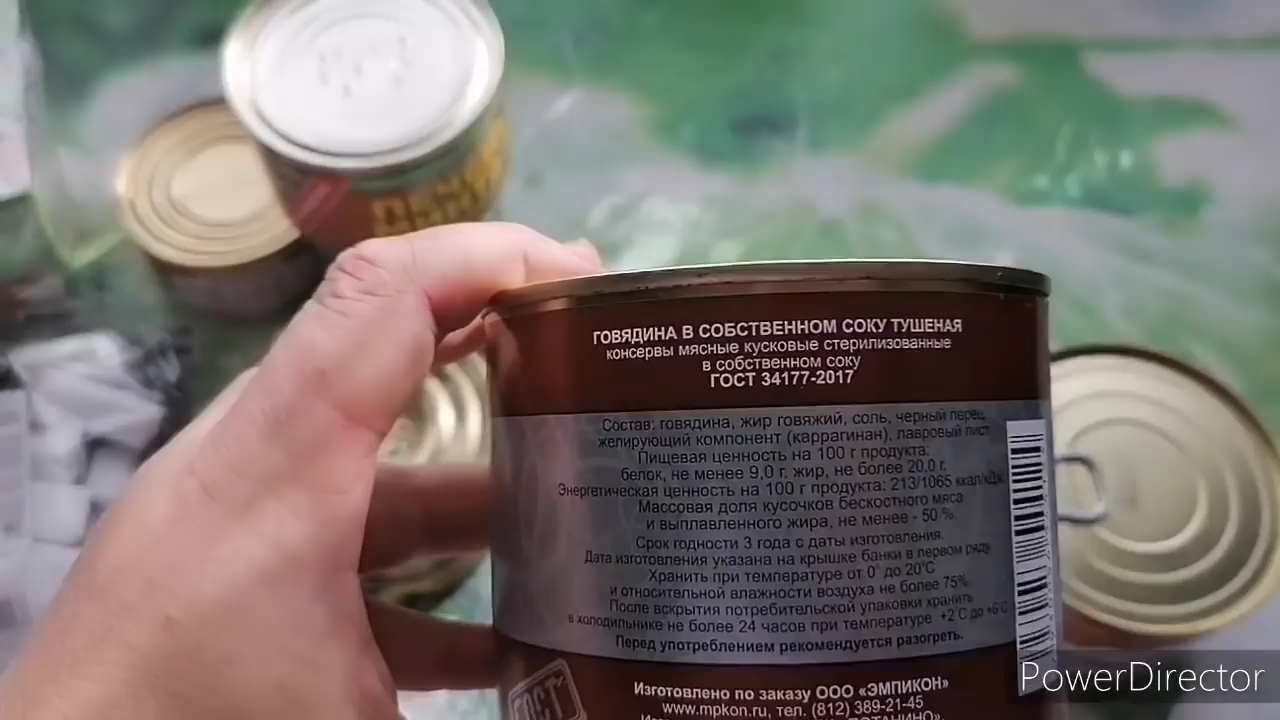 ГОВЯДИНА В СОБСТВЕННОМ СОКУ ТУШЕНАЯ
консервы мясные кусковые стерилизованные
в собственном соку
ГОСТ 34177-2017
Состав: говядина, жир говяжий, соль, черный перец,
желирующий компонент (каррагинан), лавровый лист.
Пищевая ценность на 100 г продукта:
белок, не менее 9,0 г, жир, не более 20,0 г.
Энергетическая ценность на 100 г продукта: 213/1065 ккал/кДж.
Массовая доля кусочков бескостного мяса
и выплавленного жира, не менее - 50 %.
Срок годности 3 года с даты изготовления.
Дата изготовления указана на крышке банки в первом ряду.
Хранить при температуре от 0° до 20°С
и относительной влажности воздуха не более 75%.
После вскрытия потребительской упаковки хранить
в холодильнике не более 24 часов при температуре +2°С до +6°С
Перед употреблением рекомендуется разогреть.
ГОСТ
Изготовлено по заказу ООО «ЭМПИКОН»
www.mpkon.ru, тел. (812) 389-21-45
PowerDirector